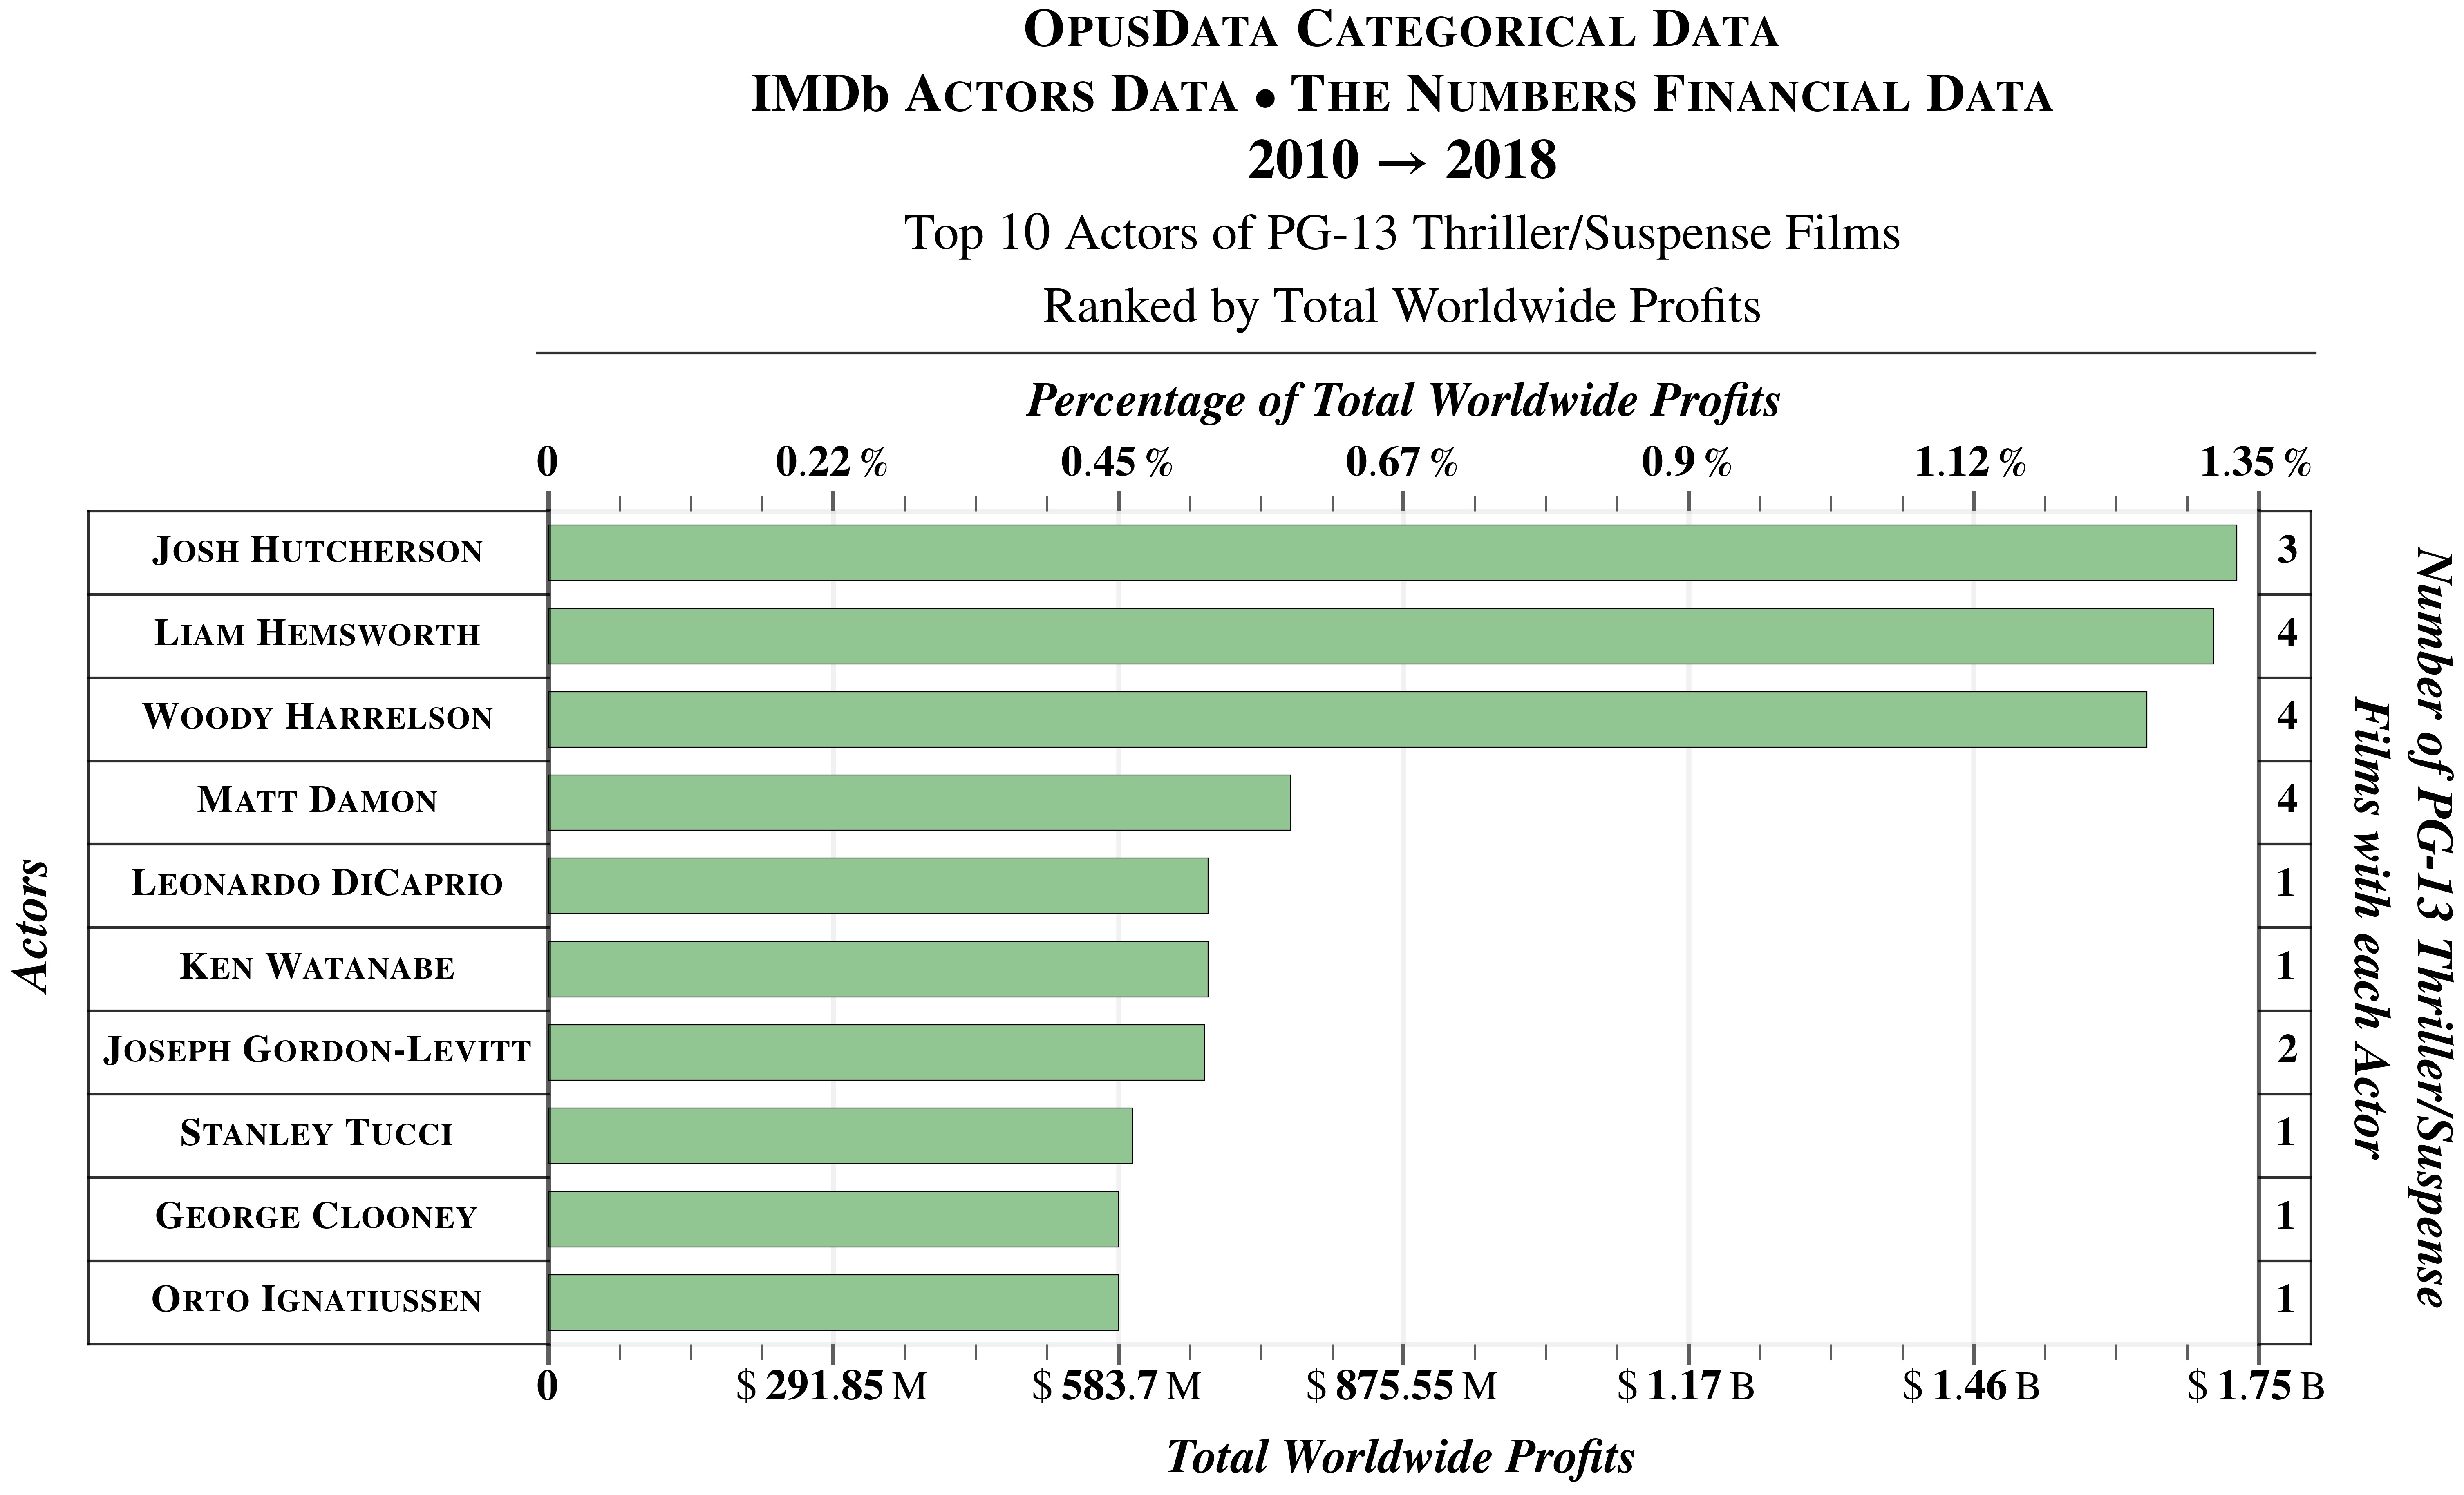 OpusData Categorical Data
IMDb Actors Data • The Numbers Financial Data
2010 → 2018
Top 10 Actors of PG-13 Thriller/Suspense Films
Ranked by Total Worldwide Profits
Percentage of Total Worldwide Profits
0 0.22 % 0.45 % 0.67 % 0.9 % 1.12 % 1.35 %
Josh Hutcherson 3
Liam Hemsworth 4
Woody Harrelson 4
Matt Damon 4
Leonardo DiCaprio 1
Ken Watanabe 1
Joseph Gordon-Levitt 2
Stanley Tucci 1
George Clooney 1
Orto Ignatiussen 1
Actors
Number of PG-13 Thriller/Suspense
Films with each Actor
0 $ 291.85 M $ 583.7 M $ 875.55 M $ 1.17 B $ 1.46 B $ 1.75 B
Total Worldwide Profits